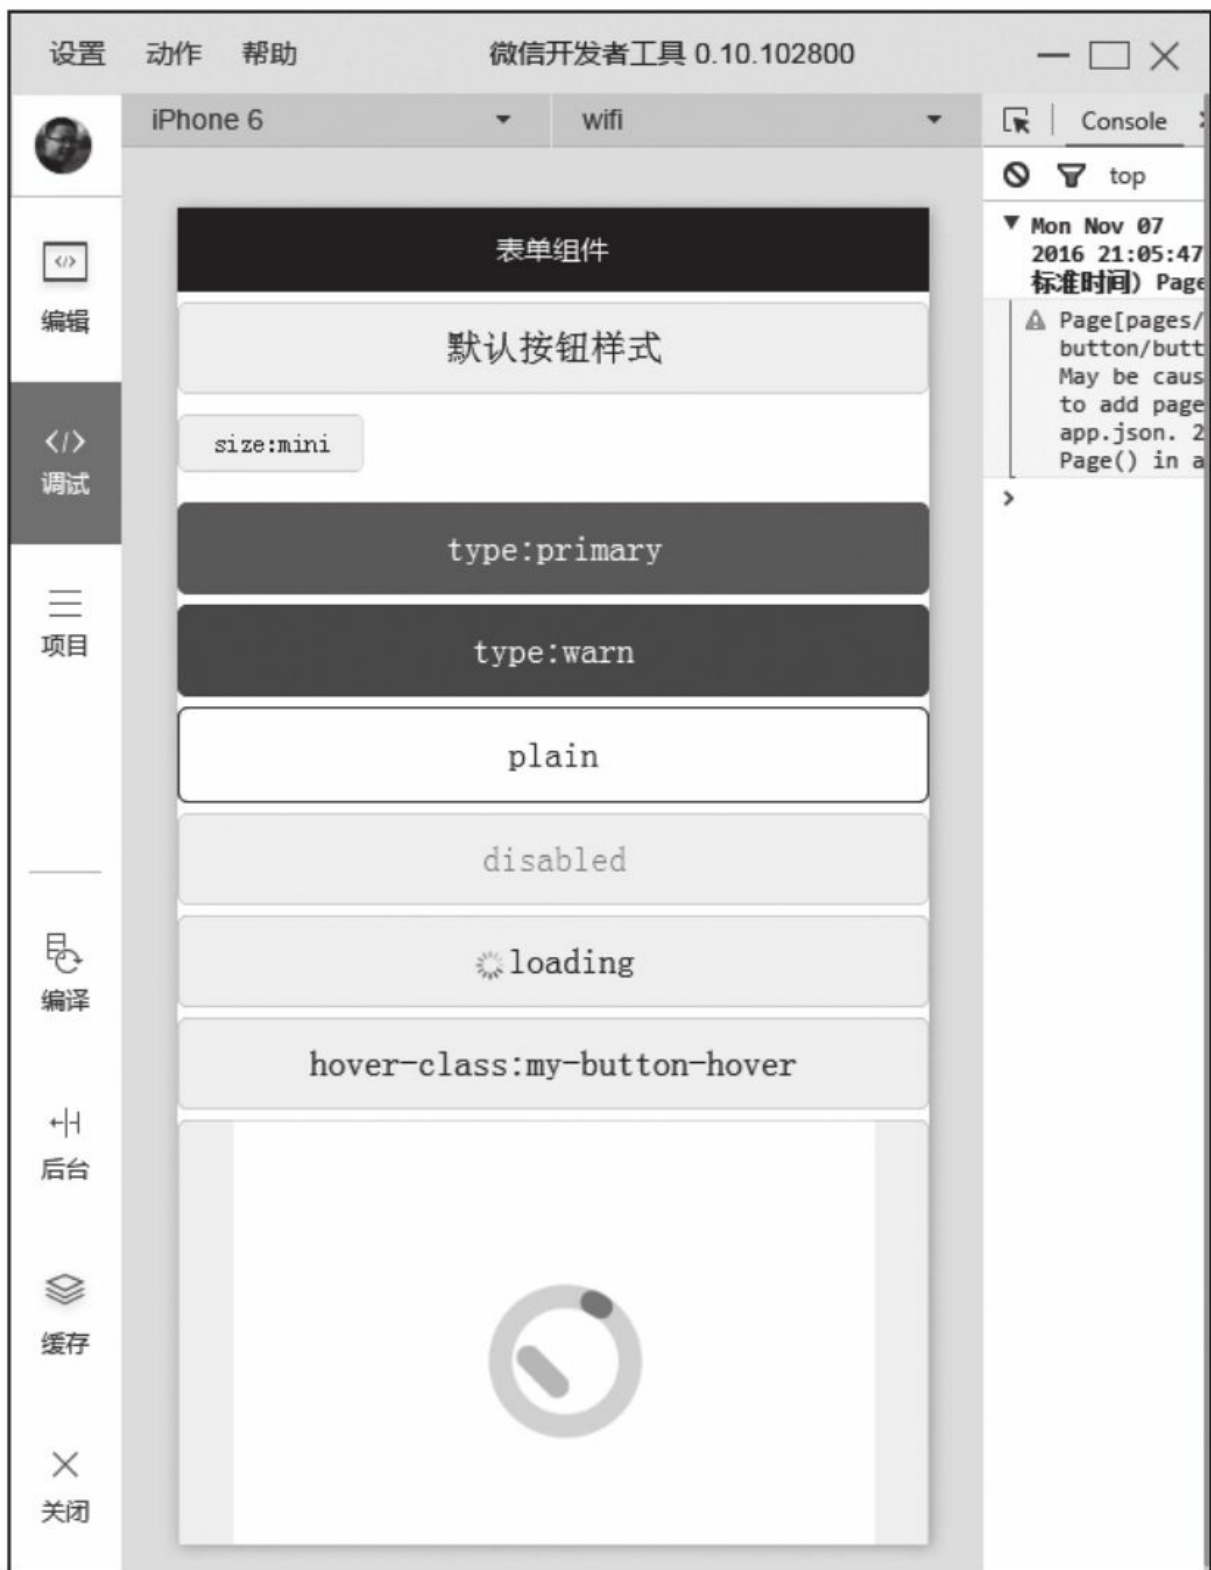 设置 动作 帮助 微信开发者工具 0.10.102800
iPhone 6 wifi
Console
top
Mon Nov 07
2016 21:05:47
标准时间) Page
Page[pages/
button/butt
May be caus
to add page
app.json. 2
Page() in a
编辑
调试
项目
编译
后台
缓存
关闭
表单组件
默认按钮样式
size:mini
type:primary
type:warn
plain
disabled
loading
hover-class:my-button-hover